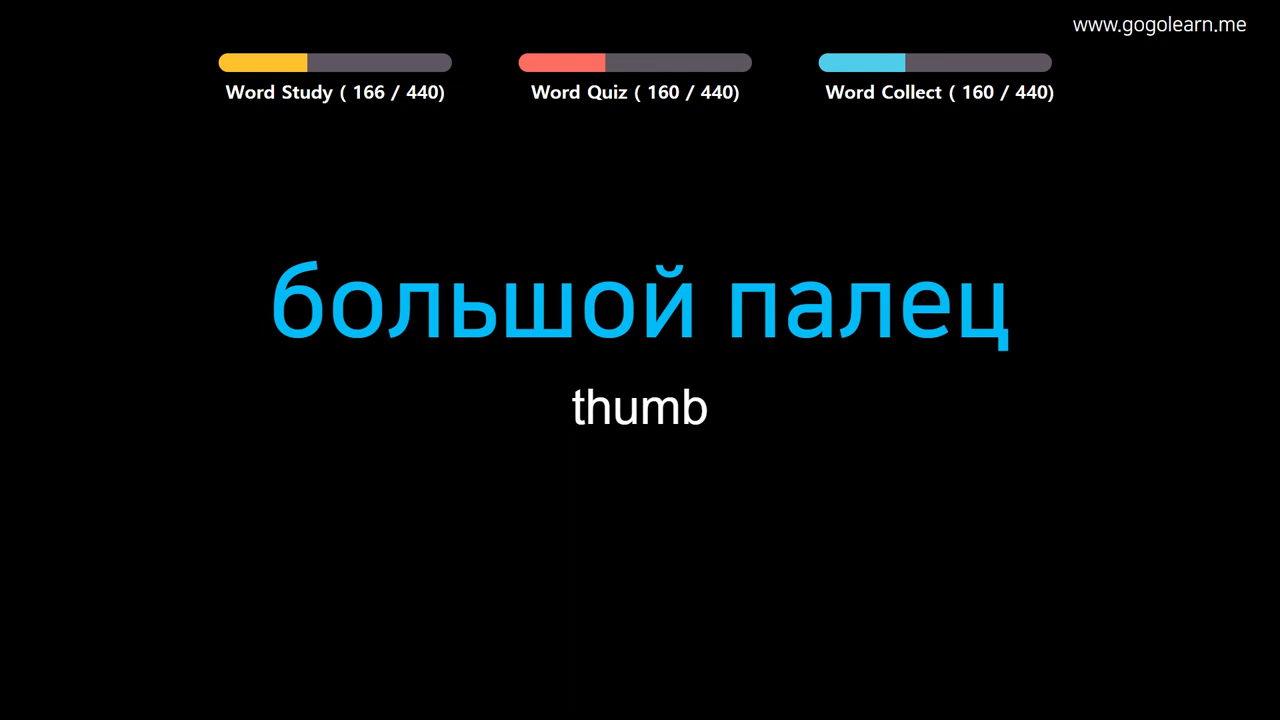 www.gogolearn.me
Word Study ( 166 / 440)
Word Quiz ( 160 / 440)
Word Collect ( 160 / 440)
большой палец
thumb